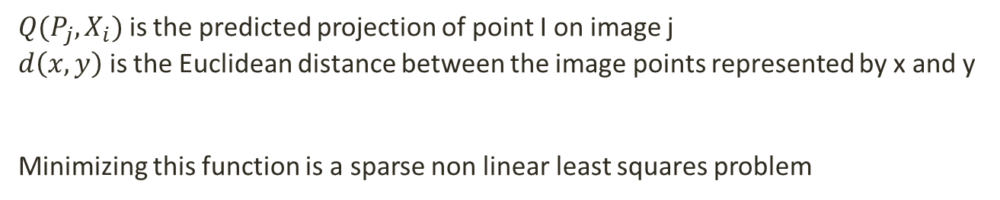 Q(P_j, X_i) is the predicted projection of point I on image j
d(x, y) is the Euclidean distance between the image points represented by x and y
Minimizing this function is a sparse non linear least squares problem